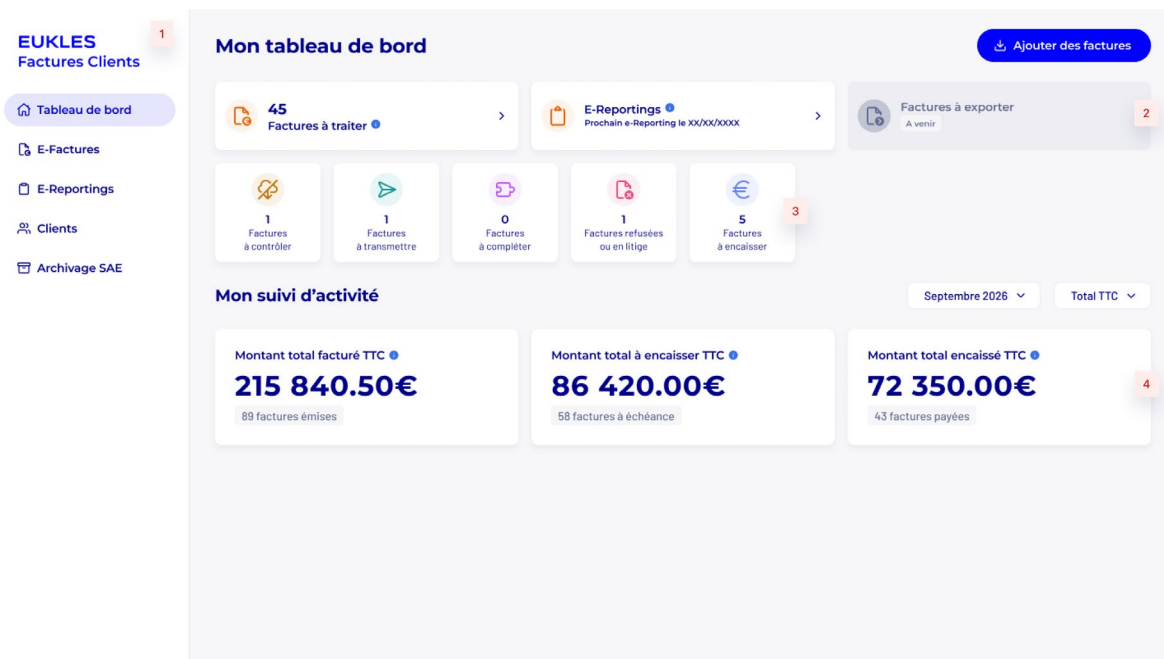 EUKLES
Factures Clients
1
Tableau de bord
E-Factures
E-Reportings
Clients
Archivage SAE
Mon tableau de bord
Ajouter des factures
45
Factures à traiter
E-Reportings
Prochain e-Reporting le XX/XX/XXXX
Factures à exporter
A venir
2
1
Factures
à contrôler
1
Factures
à transmettre
0
Factures
à compléter
1
Factures refusées
ou en litige
5
Factures
à encaisser
3
Mon suivi d’activité
Septembre 2026
Total TTC
Montant total facturé TTC
215 840.50€
89 factures émises
Montant total à encaisser TTC
86 420.00€
58 factures à échéance
Montant total encaissé TTC
72 350.00€
43 factures payées
4